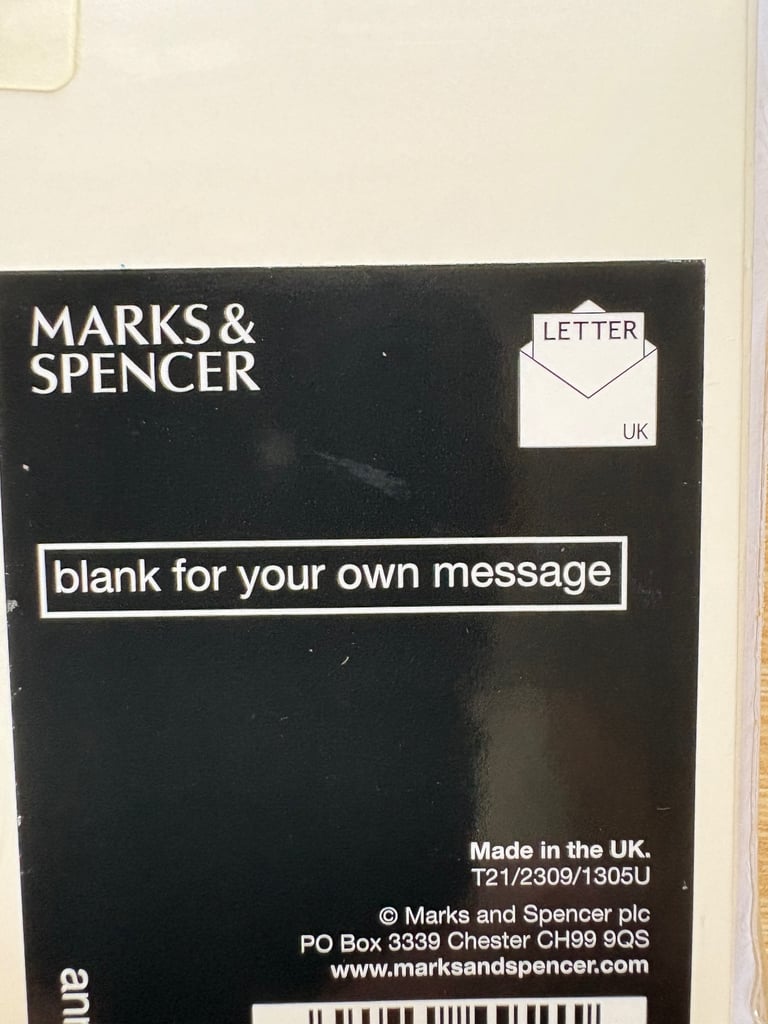 MARKS &
SPENCER
LETTER
UK
blank for your own message
Made in the UK.
T21/2309/1305U
© Marks and Spencer plc
PO Box 3339 Chester CH99 9QS
www.marksandspencer.com